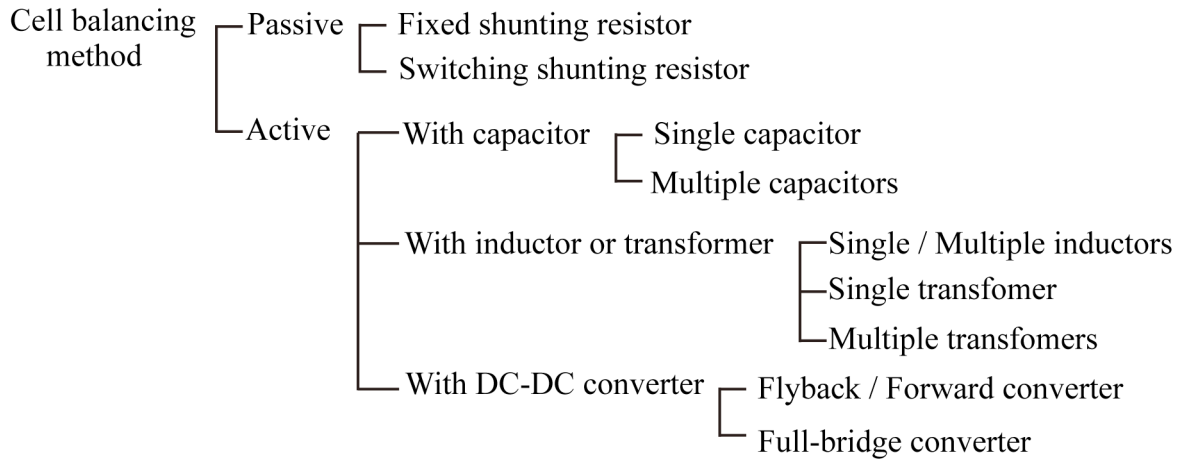 Cell balancing
method
Passive
Fixed shunting resistor
Switching shunting resistor
Active
With capacitor
Single capacitor
Multiple capacitors
With inductor or transformer
Single / Multiple inductors
Single transfomer
Multiple transfomers
With DC-DC converter
Flyback / Forward converter
Full-bridge converter